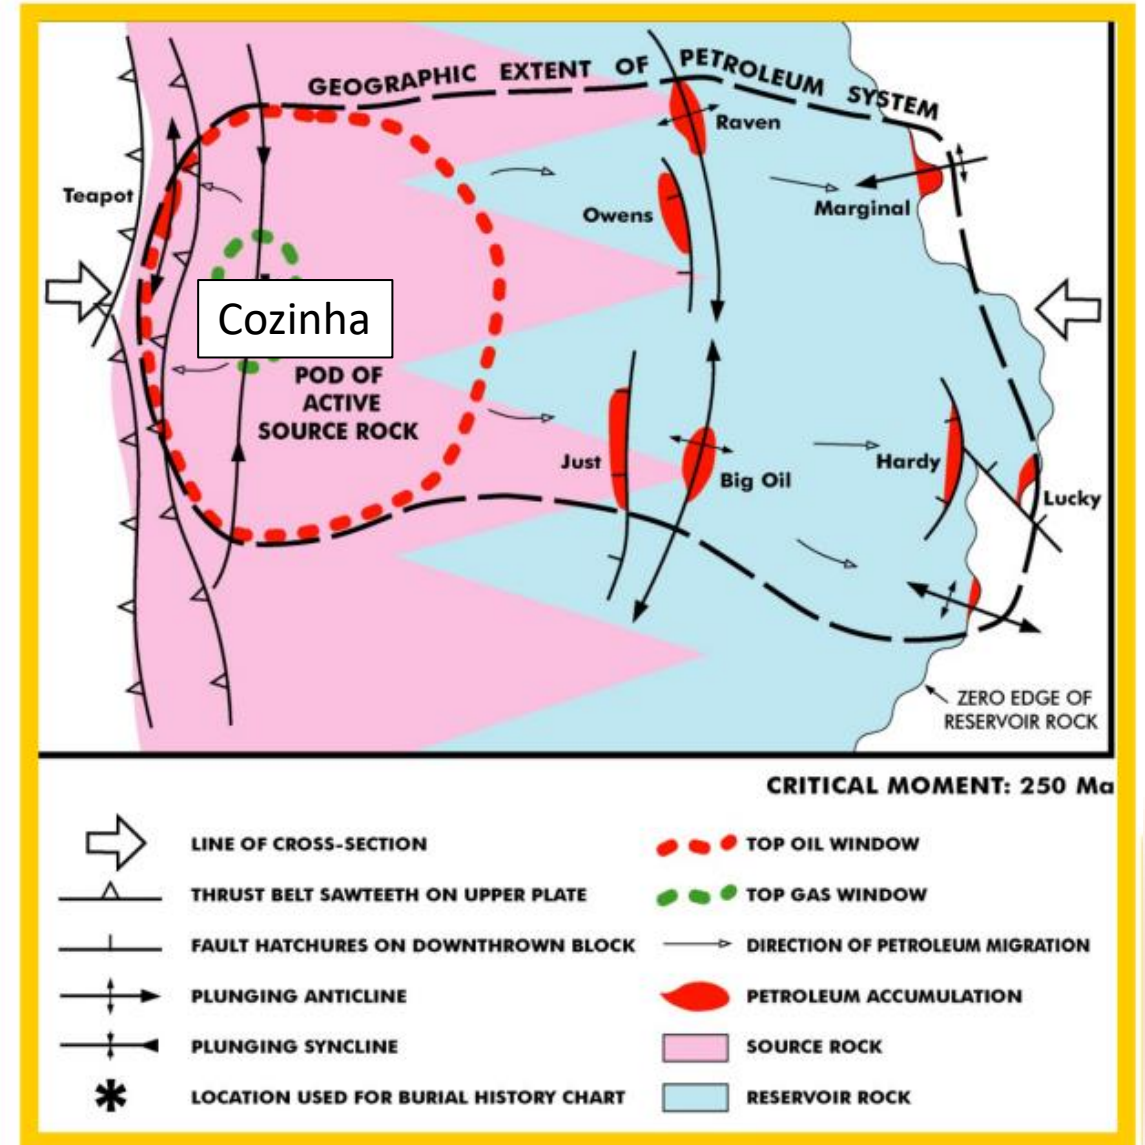 GEOGRAPHIC EXTENT OF PETROLEUM SYSTEM
Raven
Teapot
Owens
Marginal
Cozinha
POD OF
ACTIVE
SOURCE ROCK
Just
Big Oil
Hardy
Lucky
ZERO EDGE OF
RESERVOIR ROCK
CRITICAL MOMENT: 250 Ma
LINE OF CROSS-SECTION
THRUST BELT SAWTEETH ON UPPER PLATE
FAULT HATCHURES ON DOWNTHROWN BLOCK
PLUNGING ANTICLINE
PLUNGING SYNCLINE
LOCATION USED FOR BURIAL HISTORY CHART
TOP OIL WINDOW
TOP GAS WINDOW
DIRECTION OF PETROLEUM MIGRATION
PETROLEUM ACCUMULATION
SOURCE ROCK
RESERVOIR ROCK